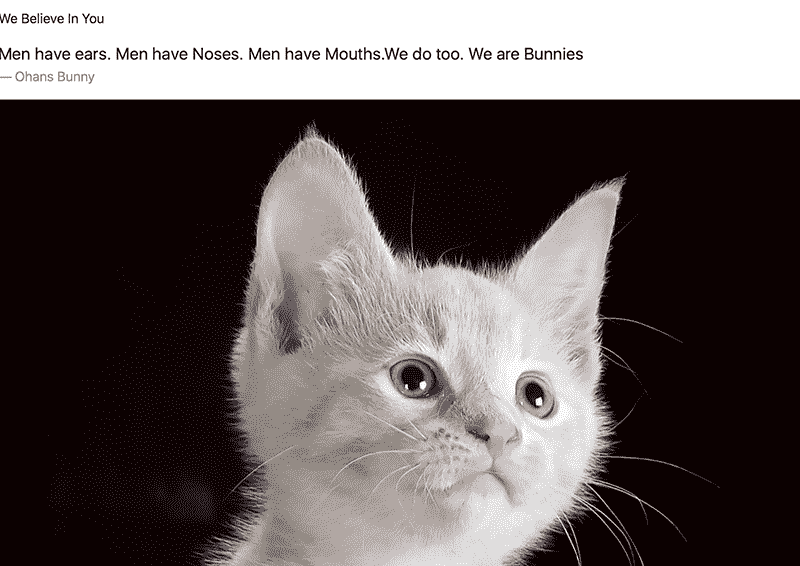 We Believe In You
Men have ears. Men have Noses. Men have Mouths.We do too. We are Bunnies
— Ohans Bunny